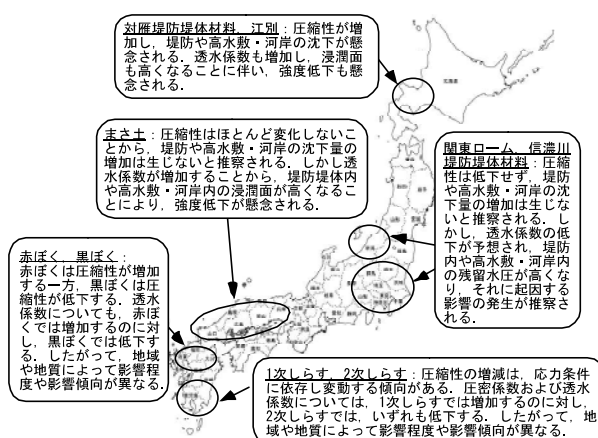 対雁堤防堤体材料，江別：圧縮性が増
加し，堤防や高水敷・河岸の沈下が懸
念される．透水係数も増加し，浸潤面
も高くなることに伴い，強度低下も懸
念される．
まさ土：圧縮性はほとんど変化しないこ
とから，堤防や高水敷・河岸の沈下量の
増加は生じないと推察される．しかし透
水係数が増加することから，堤防堤体内
や高水敷・河岸内の浸潤面が高くなるこ
とにより，強度低下が懸念される．
関東ローム，信濃川
堤防堤体材料：圧縮
性は低下せず，堤防
や高水敷・河岸の沈
下量の増加は生じな
いと推察される．し
かし，透水係数の低
下が予想され，堤防
内や高水敷・河岸内
の残留水圧が高くな
り，それに起因する
影響の発生が推察さ
れる．
赤ぼく，黒ぼく：
赤ぼくは圧縮性が増加
する一方，黒ぼくは圧
縮性が低下する．透水
係数についても，赤ぼ
くでは増加するのに対
し，黒ぼくでは低下す
る．したがって，地域
や地質によって影響程
度や影響傾向が異なる．
1次しらす，2次しらす：圧縮性の増減は，応力条件
に依存し変動する傾向がある．圧密係数および透水
係数については，1次しらすでは増加するのに対し，
2次しらすでは，いずれも低下する．したがって，地
域や地質によって影響程度や影響傾向が異なる．
北海道